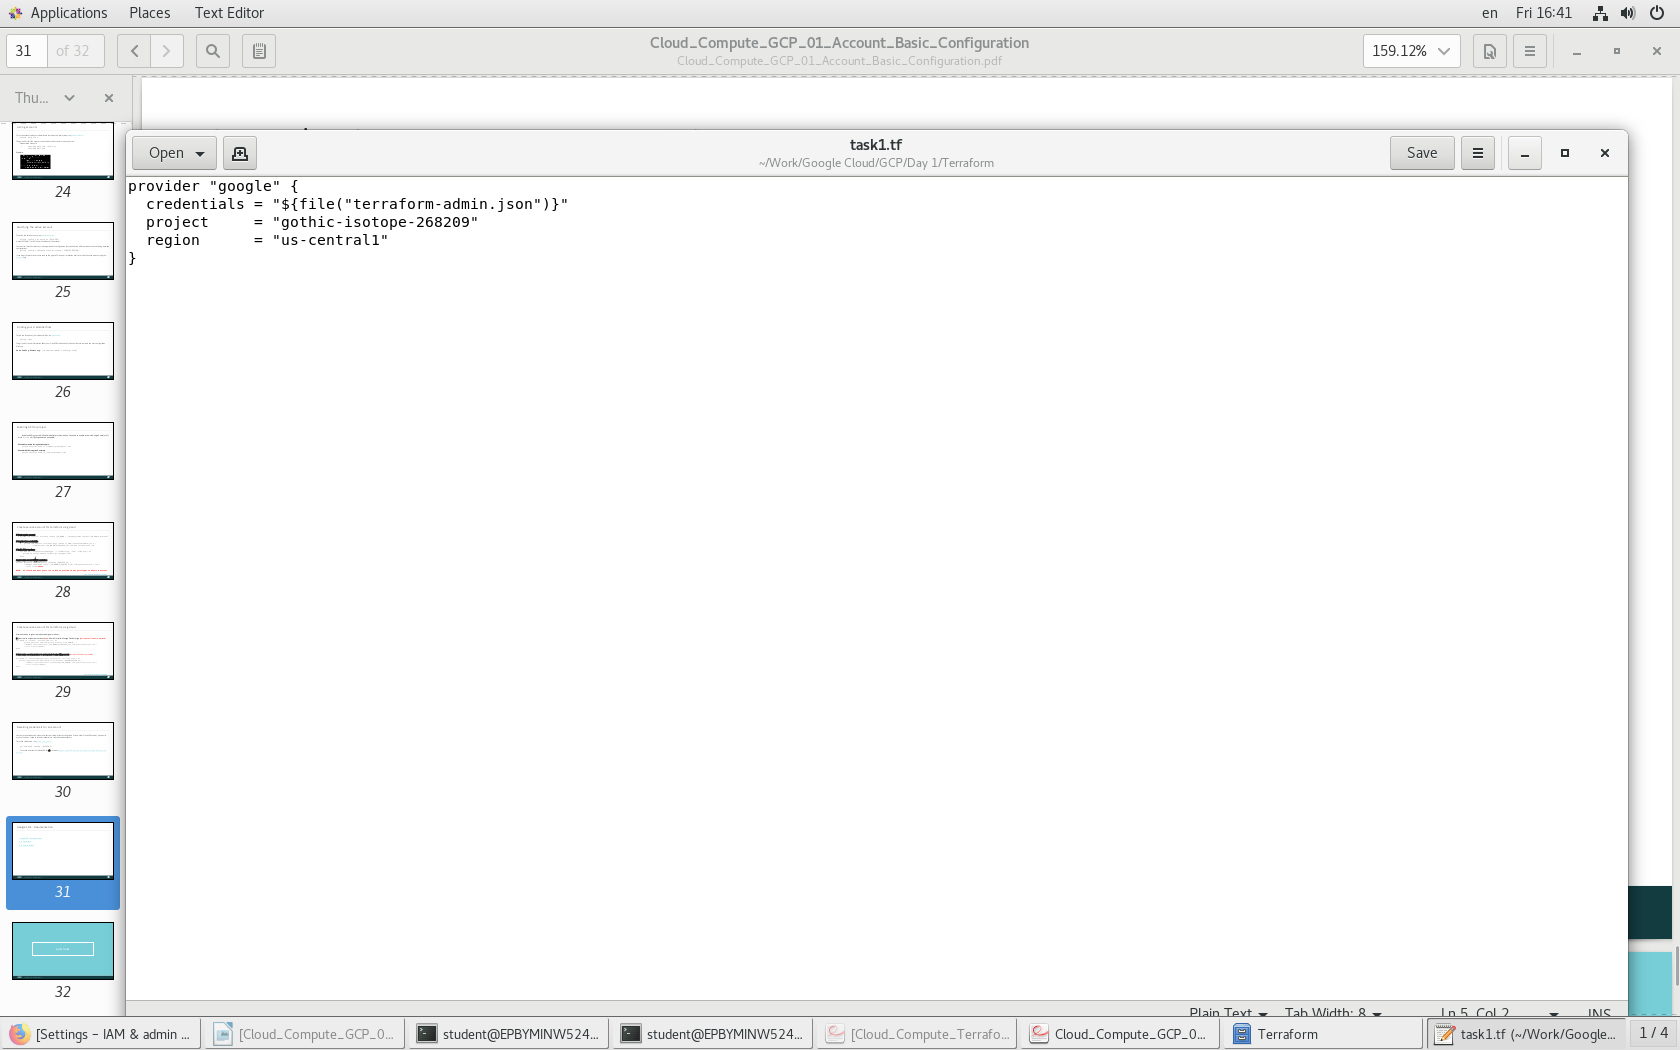 Applications Places Text Editor en Fri 16:41
31 of 32 Cloud_Compute_GCP_01_Account_Basic_Configuration 159.12%
Cloud_Compute_GCP_01_Account_Basic_Configuration.pdf
Thu...
Open task1.tf Save
~/Work/Google Cloud/GCP/Day 1/Terraform
provider "google" {
  credentials = "${file("terraform-admin.json")}"
  project     = "gothic-isotope-268209"
  region      = "us-central1"
}
24
25
26
27
28
29
30
31
32
Plain Text Tab Width: 8 Ln 5, Col 2 INS
[Settings – IAM & admin ... [Cloud_Compute_GCP_0... student@EPBYMINW524... student@EPBYMINW524... [Cloud_Compute_Terrafo... Cloud_Compute_GCP_0... Terraform task1.tf (~/Work/Google... 1 / 4